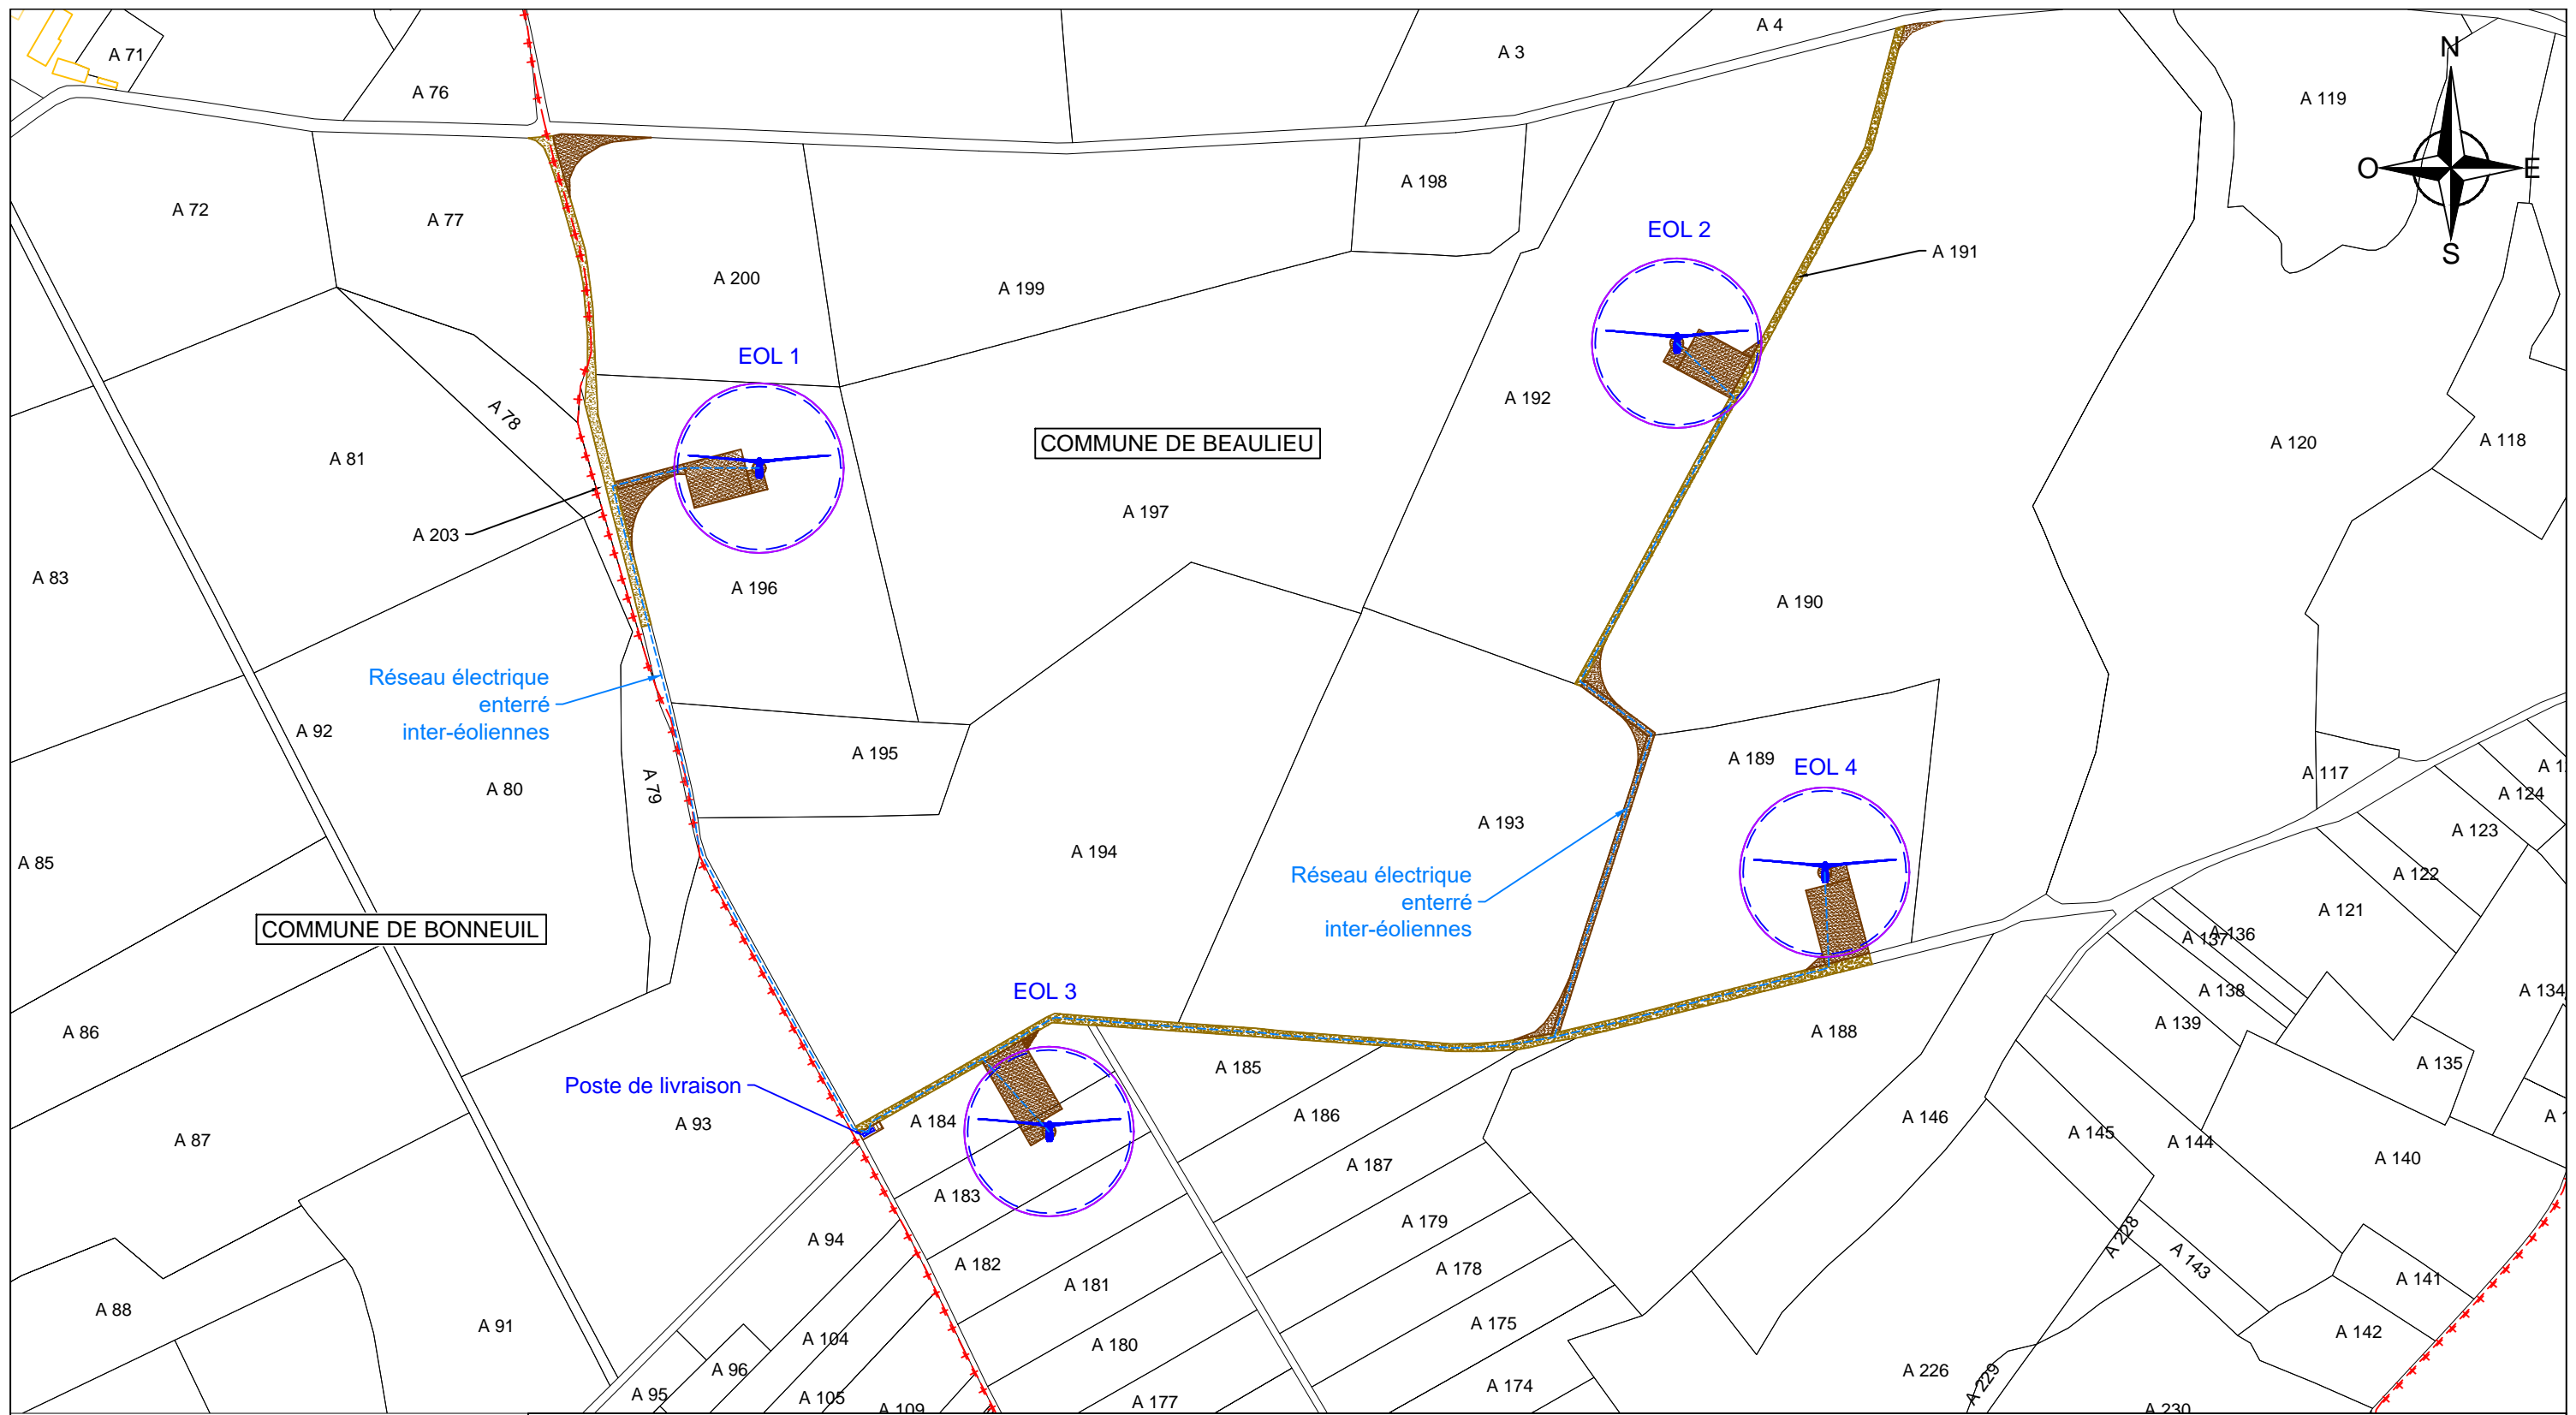 A 4
A 3
A 71
A 76
A 119
N
O
E
S
A 198
A 72
A 77
EOL 2
A 191
A 200
A 199
EOL 1
A 192
A 78
COMMUNE DE BEAULIEU
A 120
A 118
A 81
A 197
A 203
A 83
A 196
A 190
Réseau électrique
enterré
inter-éoliennes
A 92
A 195
A 189
EOL 4
A 117
A 80
A 79
A 124
A 123
A 193
A 194
A 85
A 122
Réseau électrique
enterré
inter-éoliennes
A 121
COMMUNE DE BONNEUIL
A 136
A 137
EOL 3
A 138
A 134
A 86
A 139
A 188
A 185
A 135
Poste de livraison
A 184
A 93
A 186
A 146
A 87
A 145
A 144
A 140
A 187
A 183
A 179
A 94
A 228
A 143
A 182
A 178
A 181
A 141
A 88
A 91
A 175
A 142
A 104
A 180
A 96
A 226
A 229
A 174
A 95
A 105
A 177
A 109
A 230